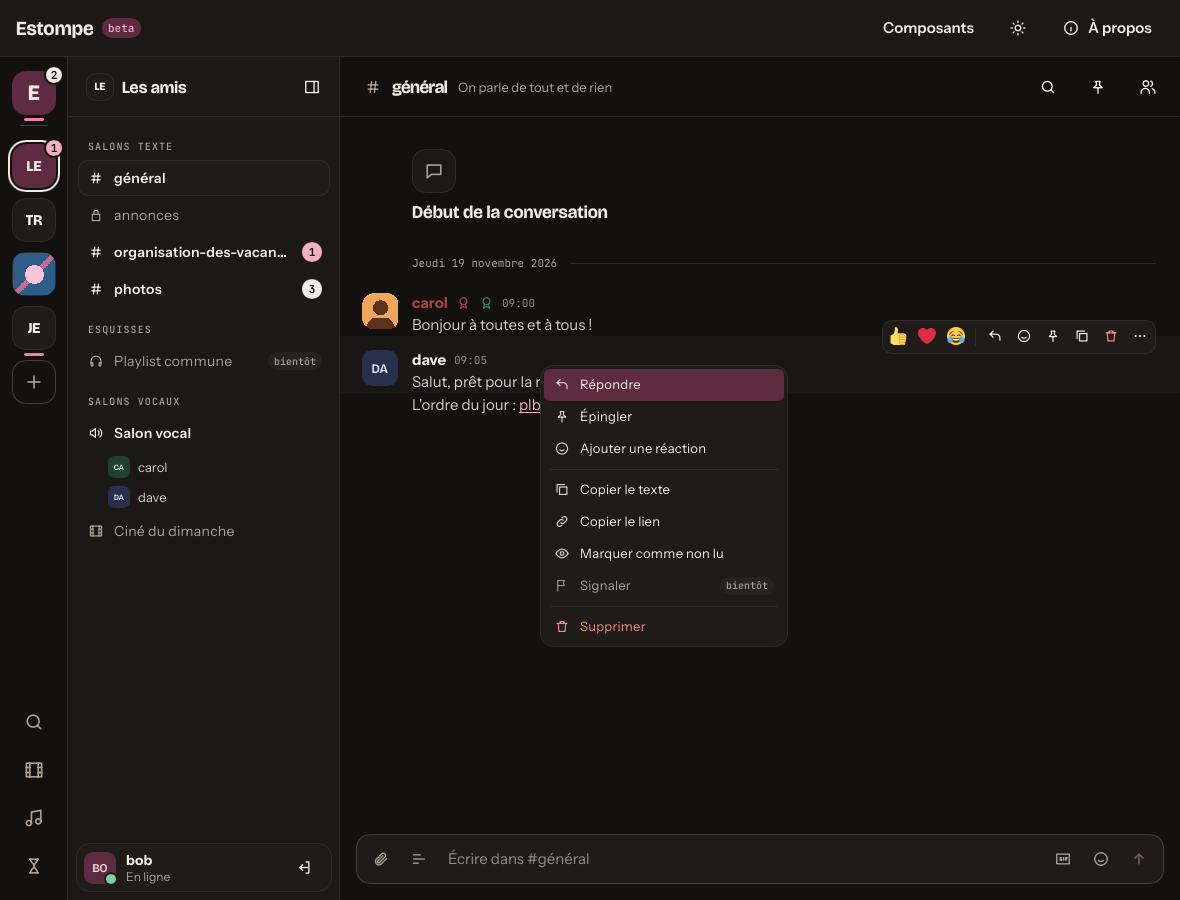 Estompe beta
Composants
À propos
E 2
LE 1
TR
JE
LE Les amis
SALONS TEXTE
# général
annonces
# organisation-des-vacan... 1
# photos 3
ESQUISSES
Playlist commune bientôt
SALONS VOCAUX
Salon vocal
CA carol
DA dave
Ciné du dimanche
BO bob
En ligne
# général On parle de tout et de rien
Début de la conversation
Jeudi 19 novembre 2026
carol 09:00
Bonjour à toutes et à tous !
DA dave 09:05
Salut, prêt pour la r
L'ordre du jour : plb
Répondre
Épingler
Ajouter une réaction
Copier le texte
Copier le lien
Marquer comme non lu
Signaler bientôt
Supprimer
Écrire dans #général
GIF